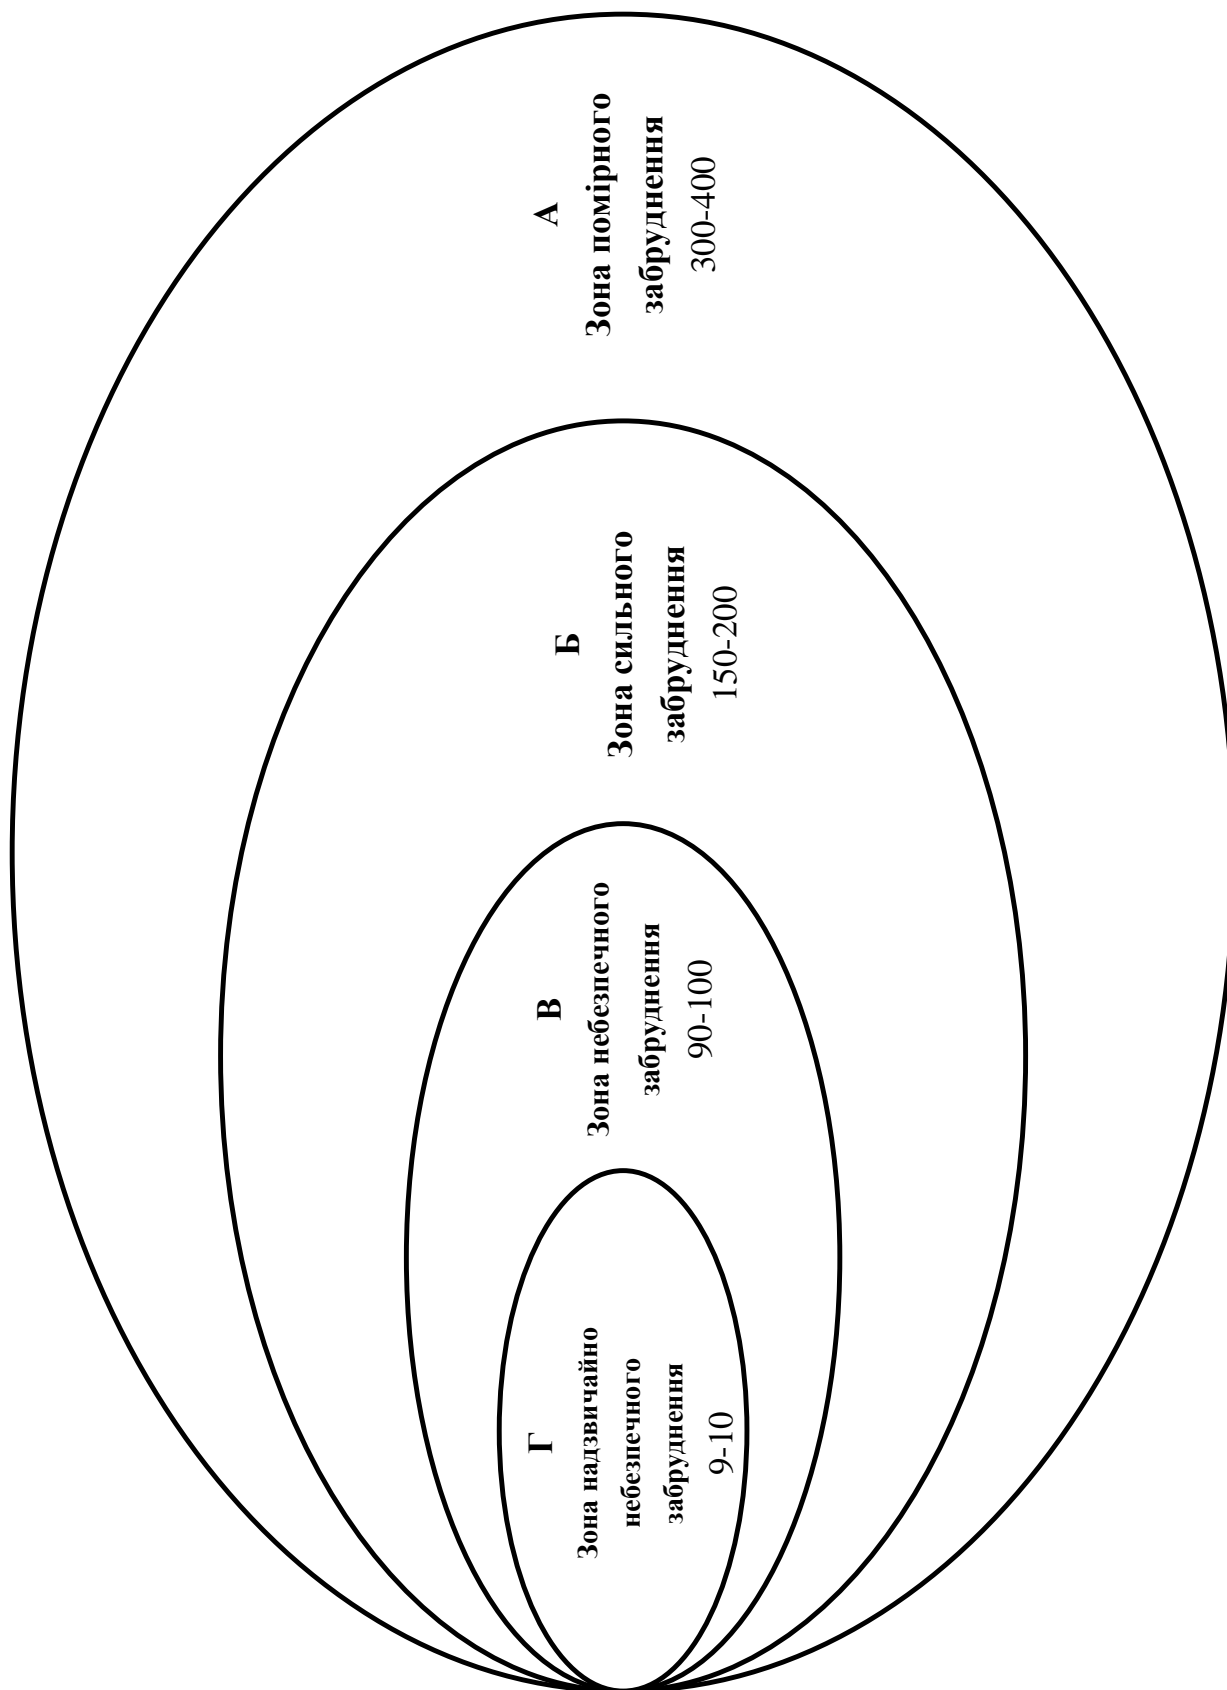 Г
Зона надзвичайно
небезпечного
забруднення
9-10
В
Зона небезпечного
забруднення
90-100
Б
Зона сильного
забруднення
150-200
А
Зона помірного
забруднення
300-400